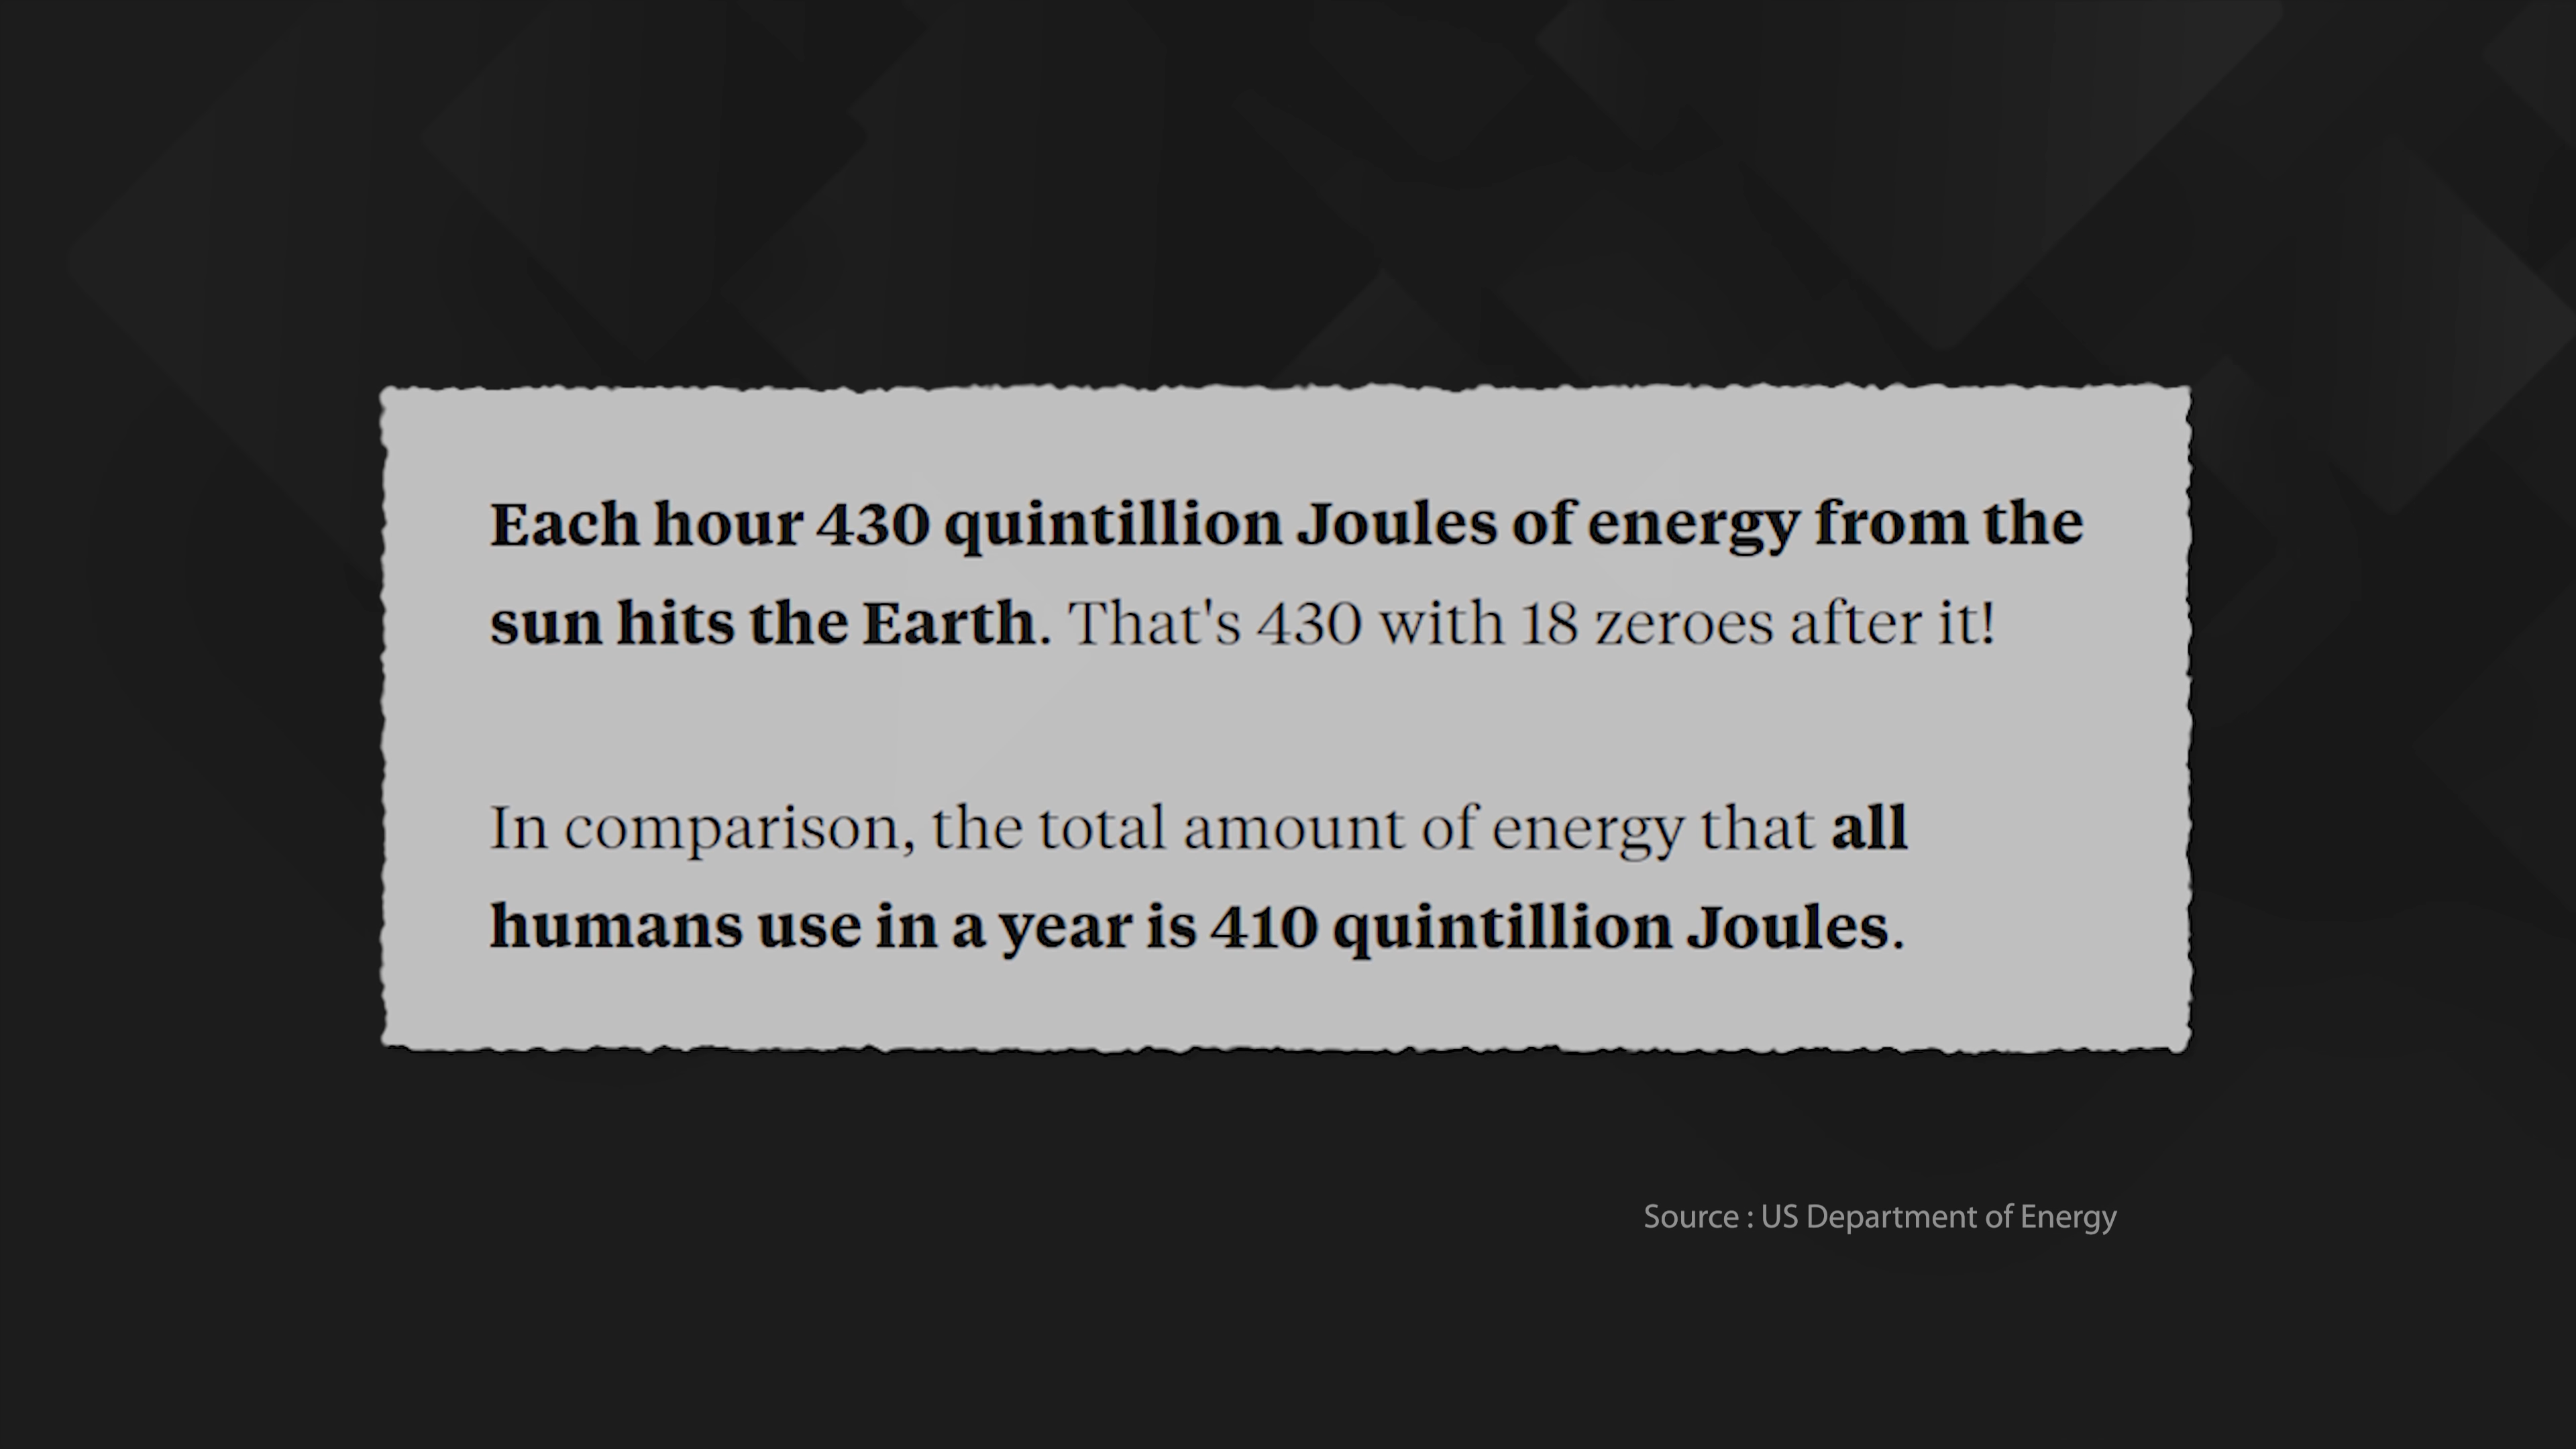 Each hour 430 quintillion Joules of energy from the
sun hits the Earth. That's 430 with 18 zeroes after it!
In comparison, the total amount of energy that all
humans use in a year is 410 quintillion Joules.
Source : US Department of Energy